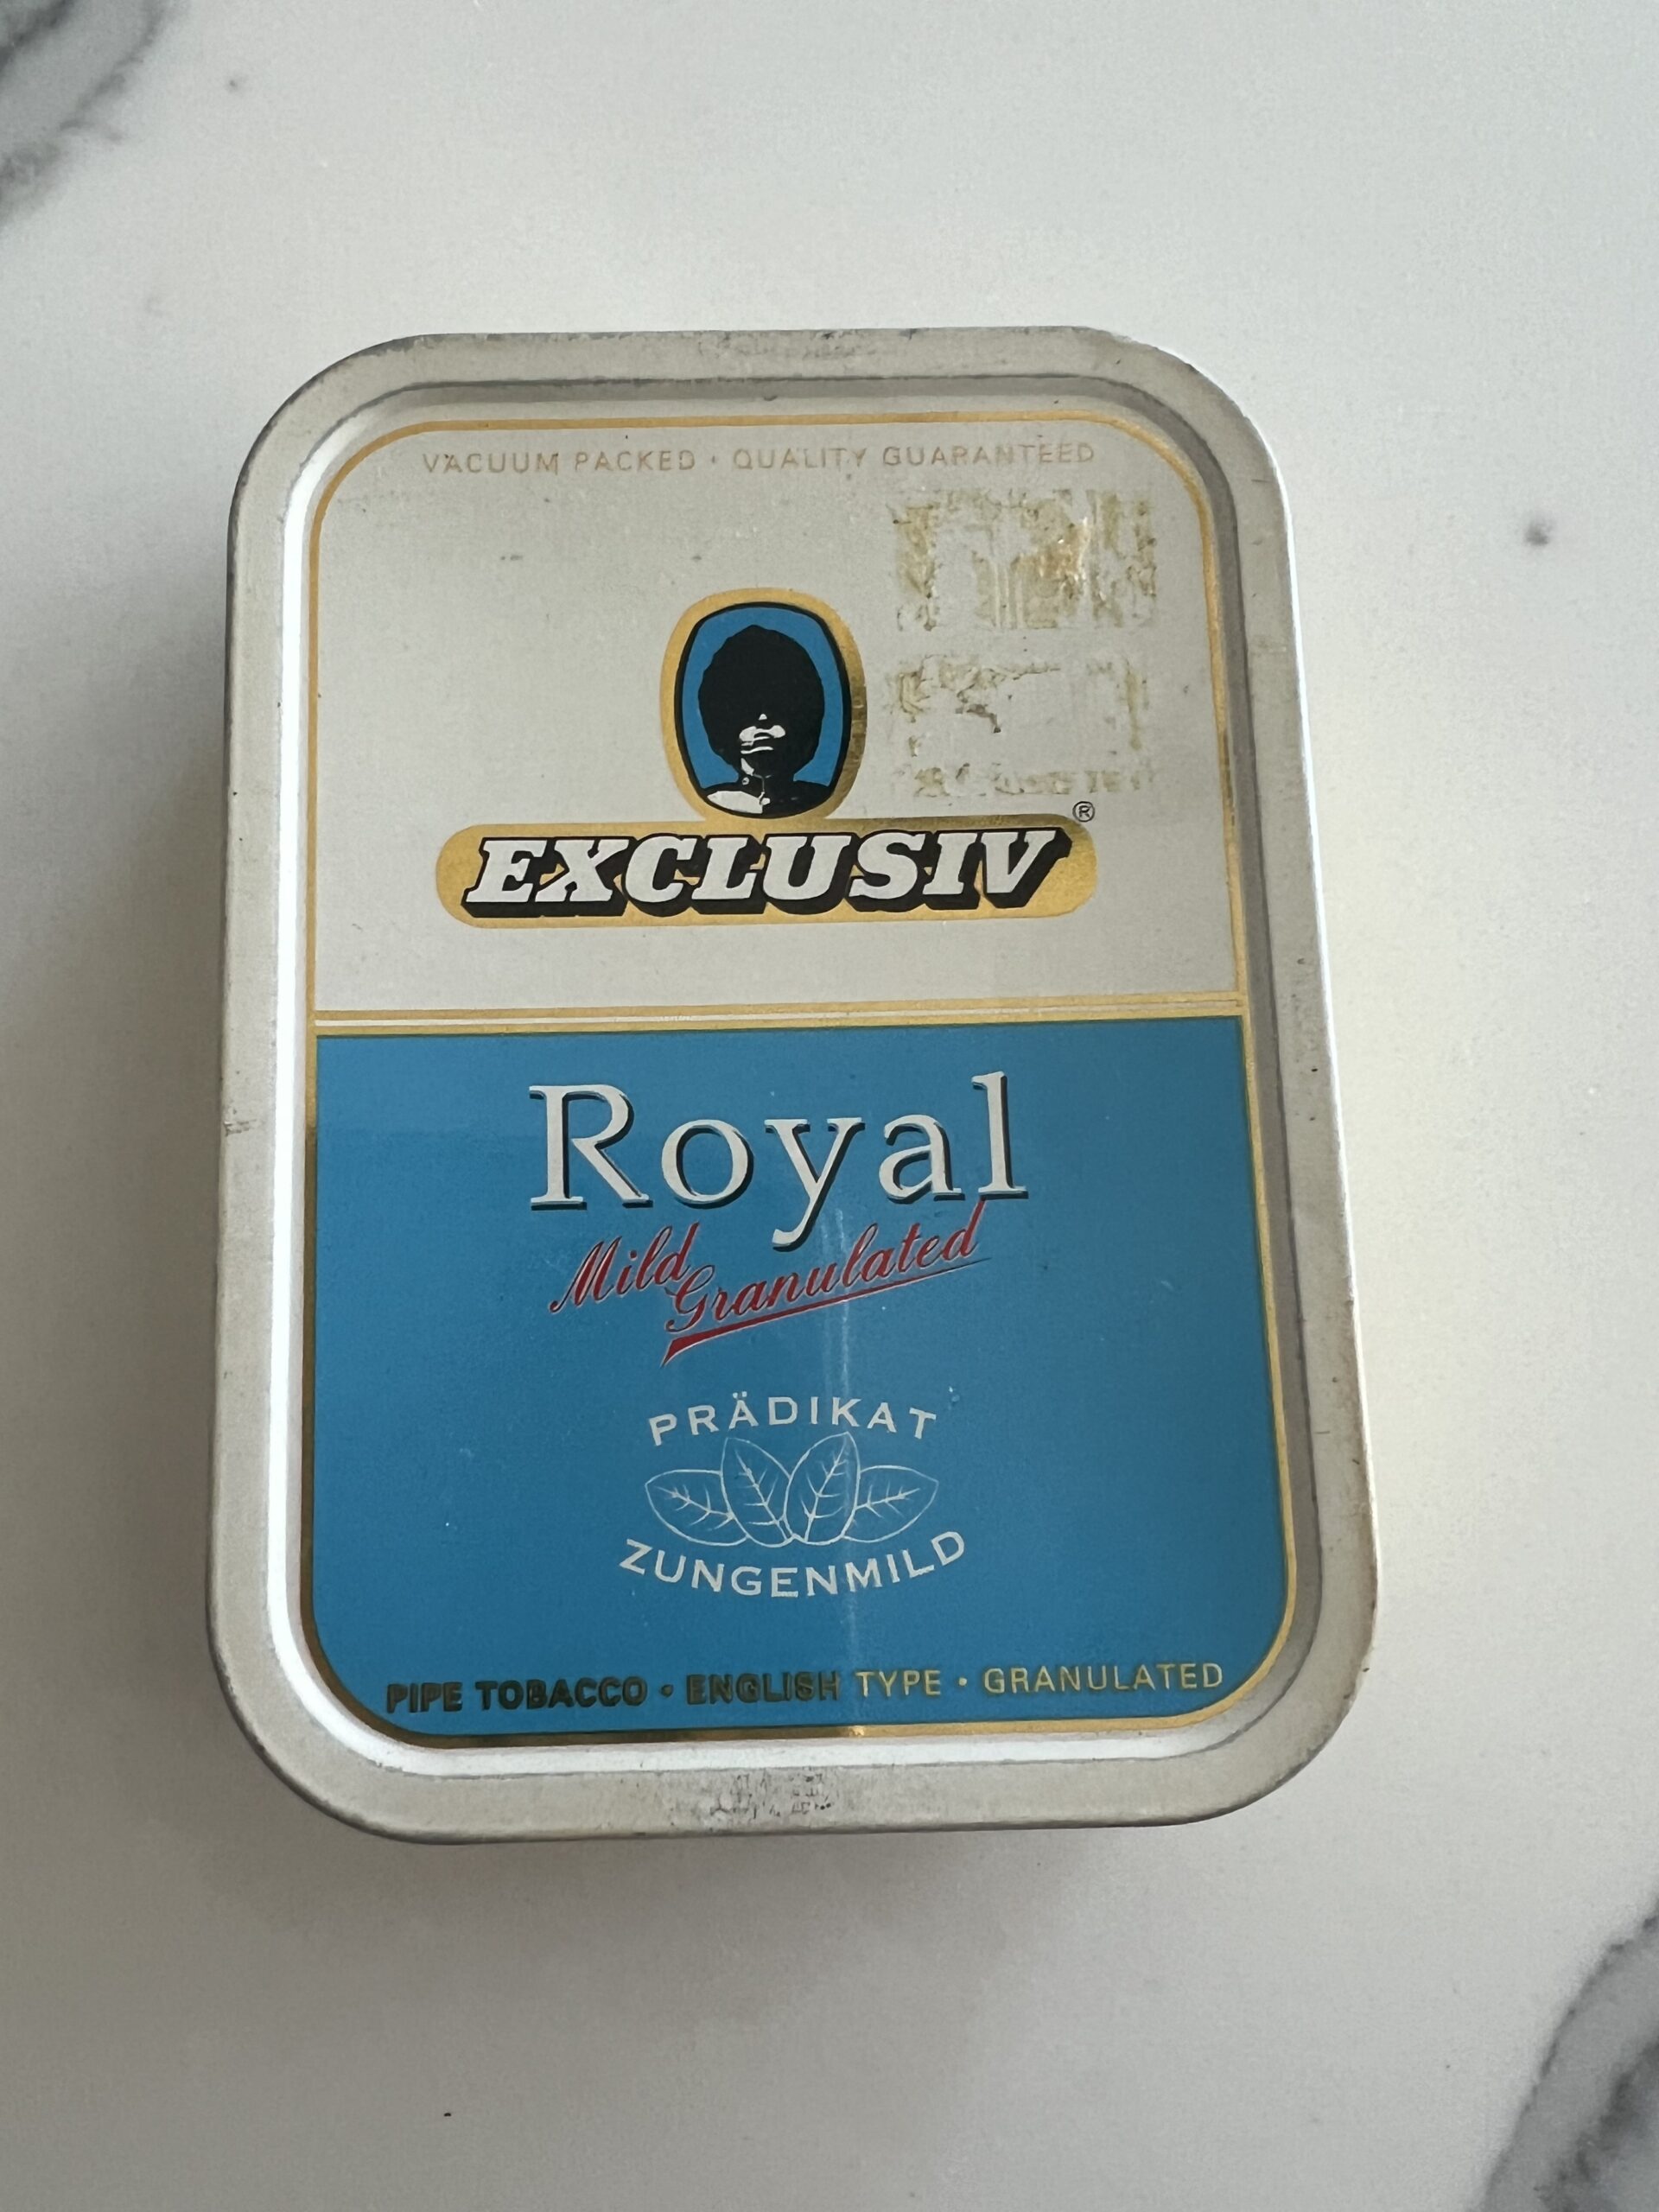 VACUUM PACKED · QUALITY GUARANTEED
EXCLUSIV®
Royal
Mild
Granulated
PRÄDIKAT
ZUNGENMILD
PIPE TOBACCO · ENGLISH TYPE · GRANULATED